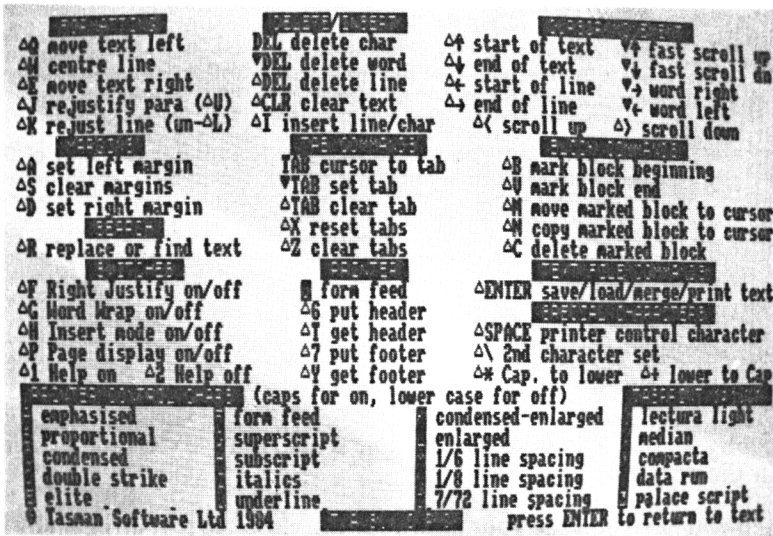 △Q move text left
△W centre line
△E move text right
△J rejustify para (△U)
△K rejust line (un-△L)
DELETE/INSERT
DEL delete char
▼DEL delete word
△DEL delete line
△CLR clear text
△I insert line/char
△↑ start of text
△↓ end of text
△← start of line
△→ end of line
△< scroll up
▼↑ fast scroll up
▼↓ fast scroll dn
▼→ word right
▼← word left
△> scroll down
△A set left margin
△S clear margins
△D set right margin
△R replace or find text
TAB cursor to tab
▼TAB set tab
△TAB clear tab
△X reset tabs
△Z clear tabs
△B mark block beginning
△V mark block end
△M move marked block to cursor
△N copy marked block to cursor
△C delete marked block
△F Right Justify on/off
△G Word Wrap on/off
△H Insert mode on/off
△P Page display on/off
△1 Help on △2 Help off
form feed
△6 put header
△T get header
△7 put footer
△Y get footer
△ENTER save/load/merge/print text
△SPACE printer control character
△\ 2nd character set
△* Cap. to lower △+ lower to Cap
(caps for on, lower case for off)
emphasised
proportional
condensed
double strike
elite
form feed
superscript
subscript
italics
underline
condensed-enlarged
enlarged
1/6 line spacing
1/8 line spacing
7/72 line spacing
lectura light
median
compacta
data run
palace script
© Tasman Software Ltd 1984
press ENTER to return to text